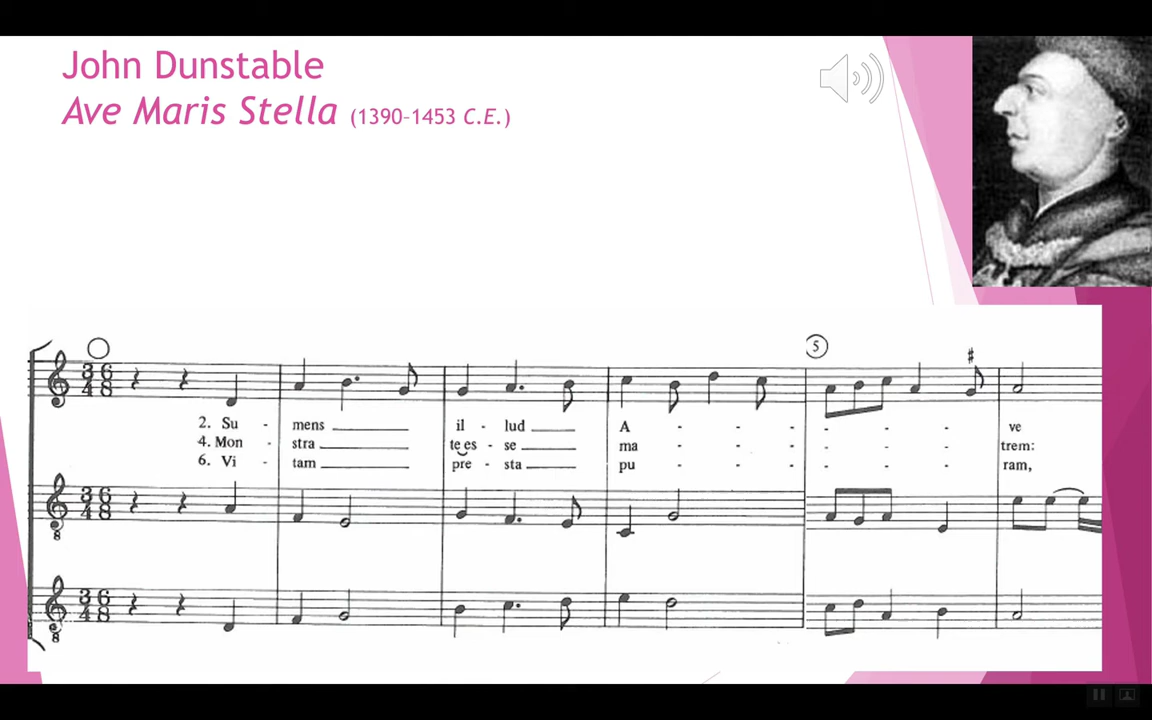 John Dunstable
Ave Maris Stella (1390–1453 C.E.)
5
2. Su - mens il - lud A - - - - - - ve
4. Mon - stra te es - se ma - - - - - - trem:
6. Vi - tam pre - sta pu - - - - - - ram,